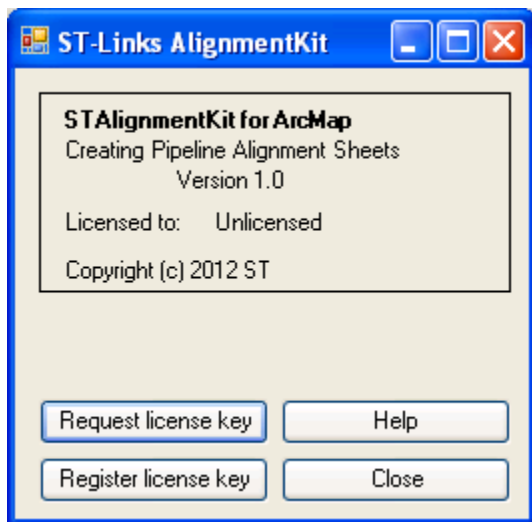 ST-Links AlignmentKit
STAlignmentKit for ArcMap
Creating Pipeline Alignment Sheets
Version 1.0
Licensed to: Unlicensed
Copyright (c) 2012 ST
Request license key Help
Register license key Close